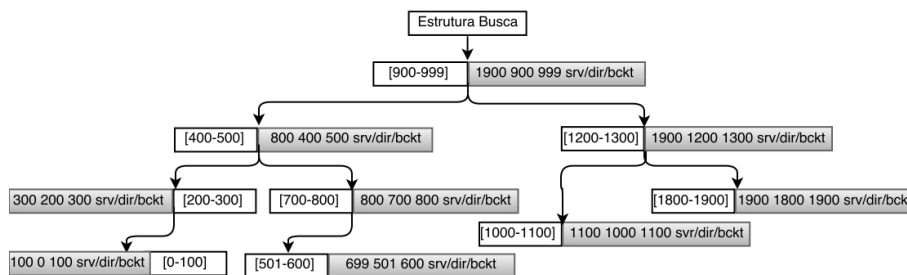 Estrutura Busca
[900-999] 1900 900 999 srv/dir/bckt
[400-500] 800 400 500 srv/dir/bckt [1200-1300] 1900 1200 1300 srv/dir/bckt
300 200 300 srv/dir/bckt [200-300] [700-800] 800 700 800 srv/dir/bckt [1800-1900] 1900 1800 1900 srv/dir/bckt
[1000-1100] 1100 1000 1100 svr/dir/bckt
100 0 100 srv/dir/bckt [0-100] [501-600] 699 501 600 srv/dir/bckt